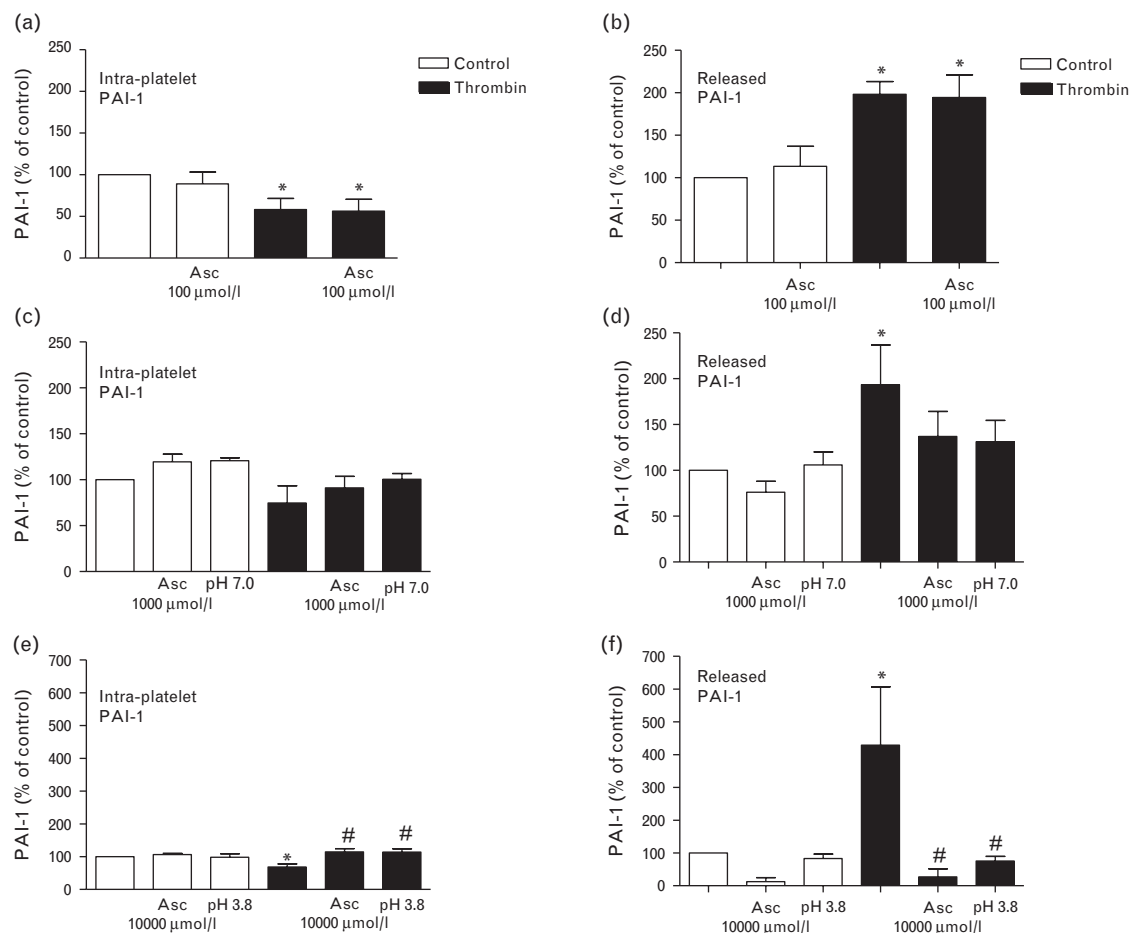 (a)
PAI-1 (% of control)
250
200
150
100
50
0
Intra-platelet
PAI-1
Control
Thrombin
* *
Asc Asc
100 μmol/l 100 μmol/l
(b)
PAI-1 (% of control)
250
200
150
100
50
0
Released
PAI-1
Control
Thrombin
* *
Asc Asc
100 μmol/l 100 μmol/l
(c)
PAI-1 (% of control)
250
200
150
100
50
0
Intra-platelet
PAI-1
Asc pH 7.0 Asc pH 7.0
1000 μmol/l 1000 μmol/l
(d)
PAI-1 (% of control)
250
200
150
100
50
0
Released
PAI-1
*
Asc pH 7.0 Asc pH 7.0
1000 μmol/l 1000 μmol/l
(e)
PAI-1 (% of control)
700
600
500
400
300
200
100
0
Intra-platelet
PAI-1
* # #
Asc pH 3.8 Asc pH 3.8
10000 μmol/l 10000 μmol/l
(f)
PAI-1 (% of control)
700
600
500
400
300
200
100
0
Released
PAI-1
* # #
Asc pH 3.8 Asc pH 3.8
10000 μmol/l 10000 μmol/l